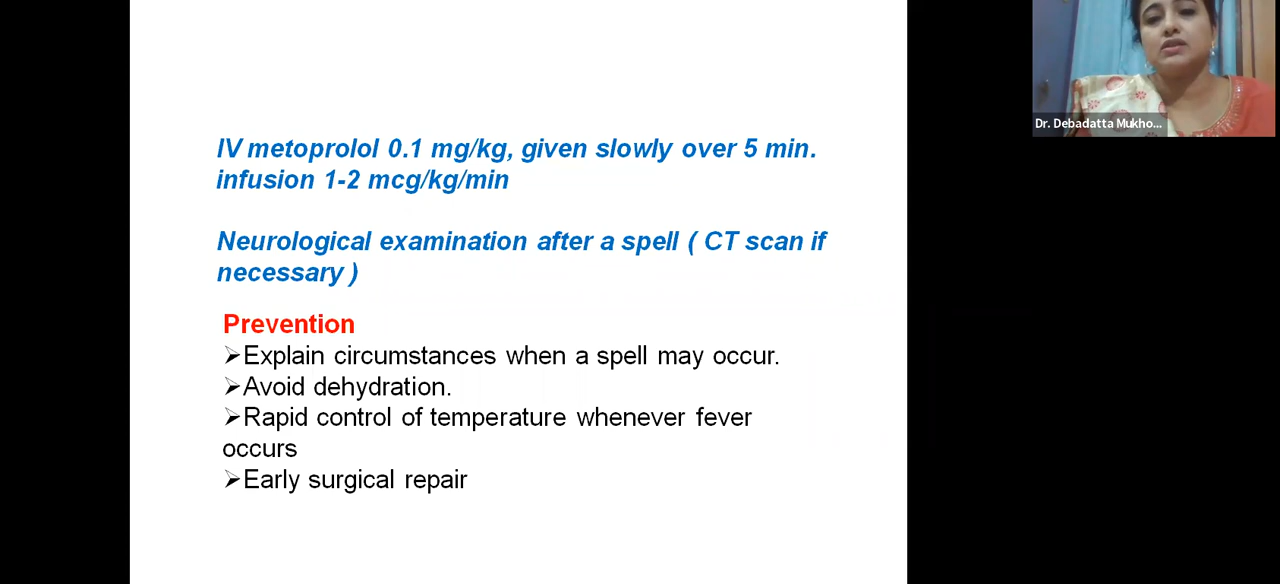 IV metoprolol 0.1 mg/kg, given slowly over 5 min.
infusion 1-2 mcg/kg/min
Neurological examination after a spell ( CT scan if
necessary )
Prevention
➢Explain circumstances when a spell may occur.
➢Avoid dehydration.
➢Rapid control of temperature whenever fever
occurs
➢Early surgical repair
Dr. Debadatta Mukho...